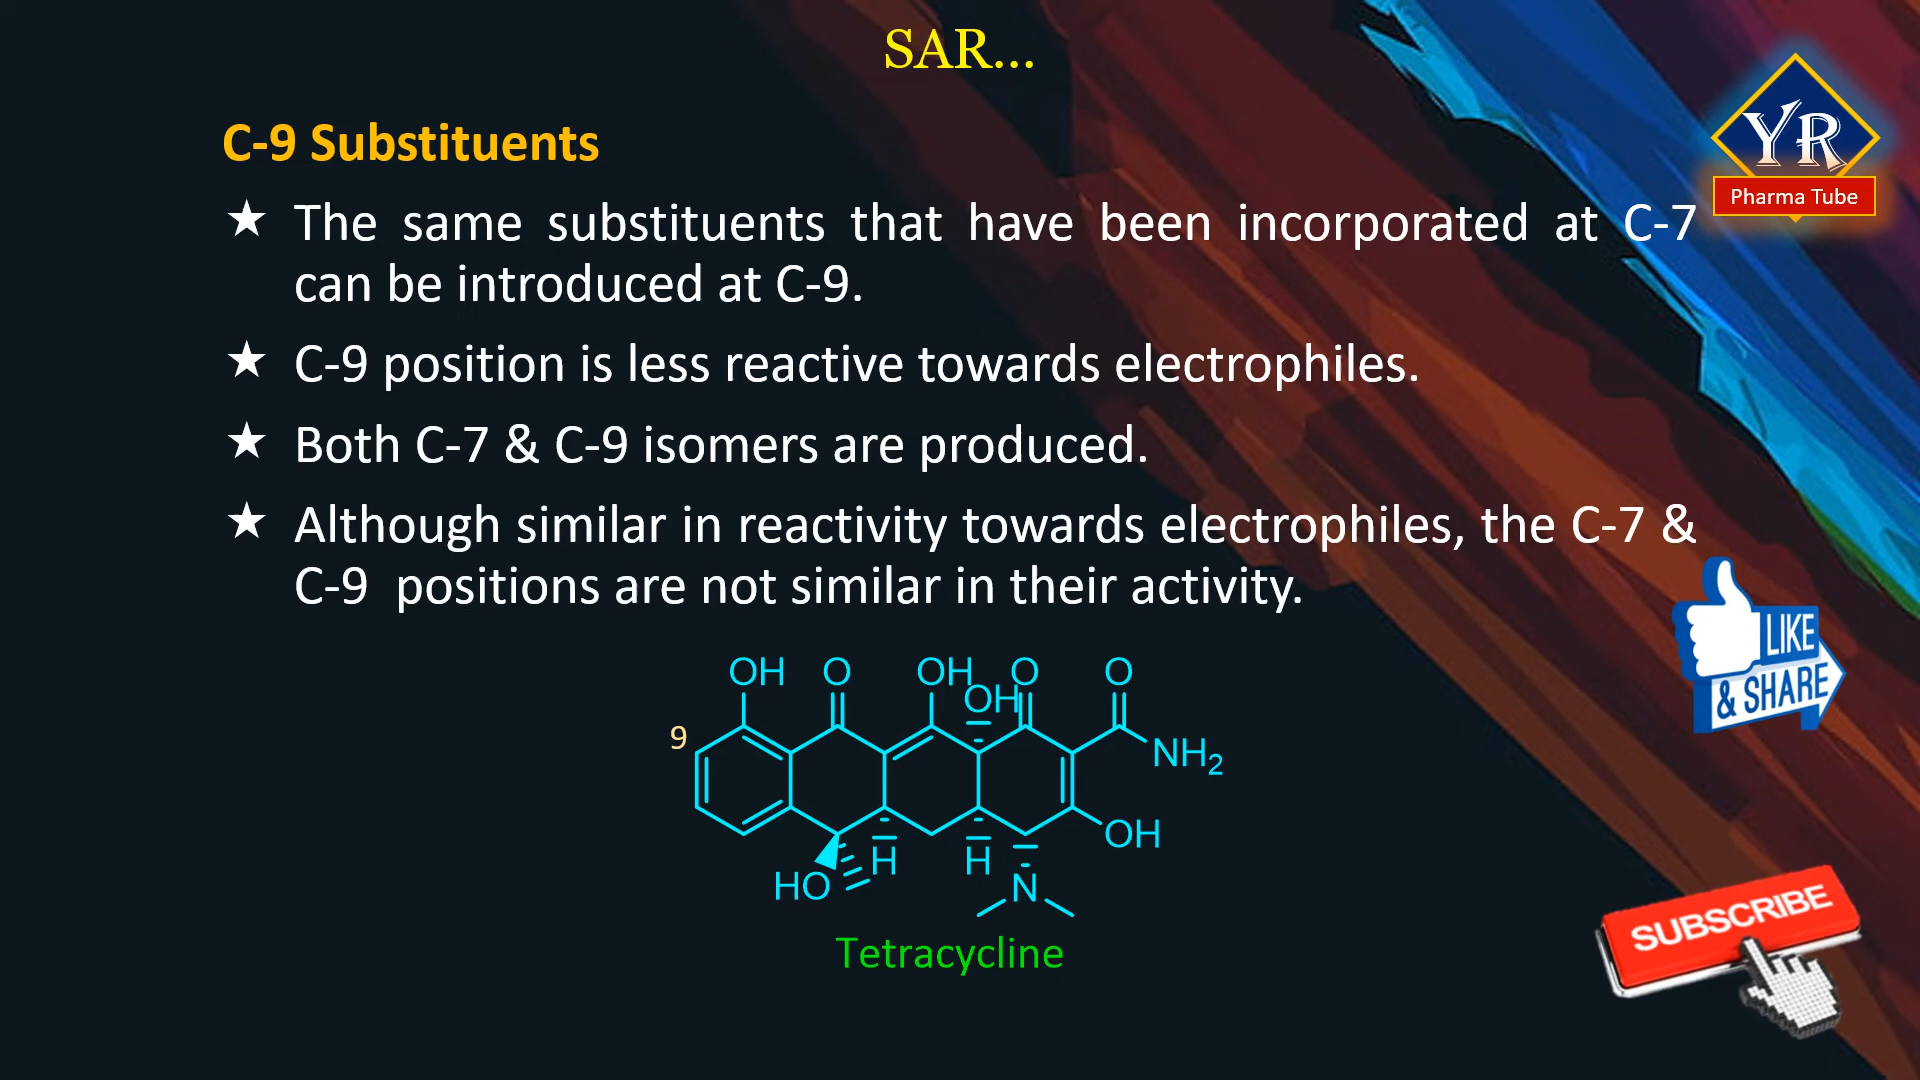 SAR...
YR
Pharma Tube
C-9 Substituents
★ The same substituents that have been incorporated at C-7
can be introduced at C-9.
★ C-9 position is less reactive towards electrophiles.
★ Both C-7 & C-9 isomers are produced.
★ Although similar in reactivity towards electrophiles, the C-7 &
C-9 positions are not similar in their activity.
LIKE
& SHARE
OH O OH O O
OH
9
NH2
OH
H H
HO N
Tetracycline
SUBSCRIBE